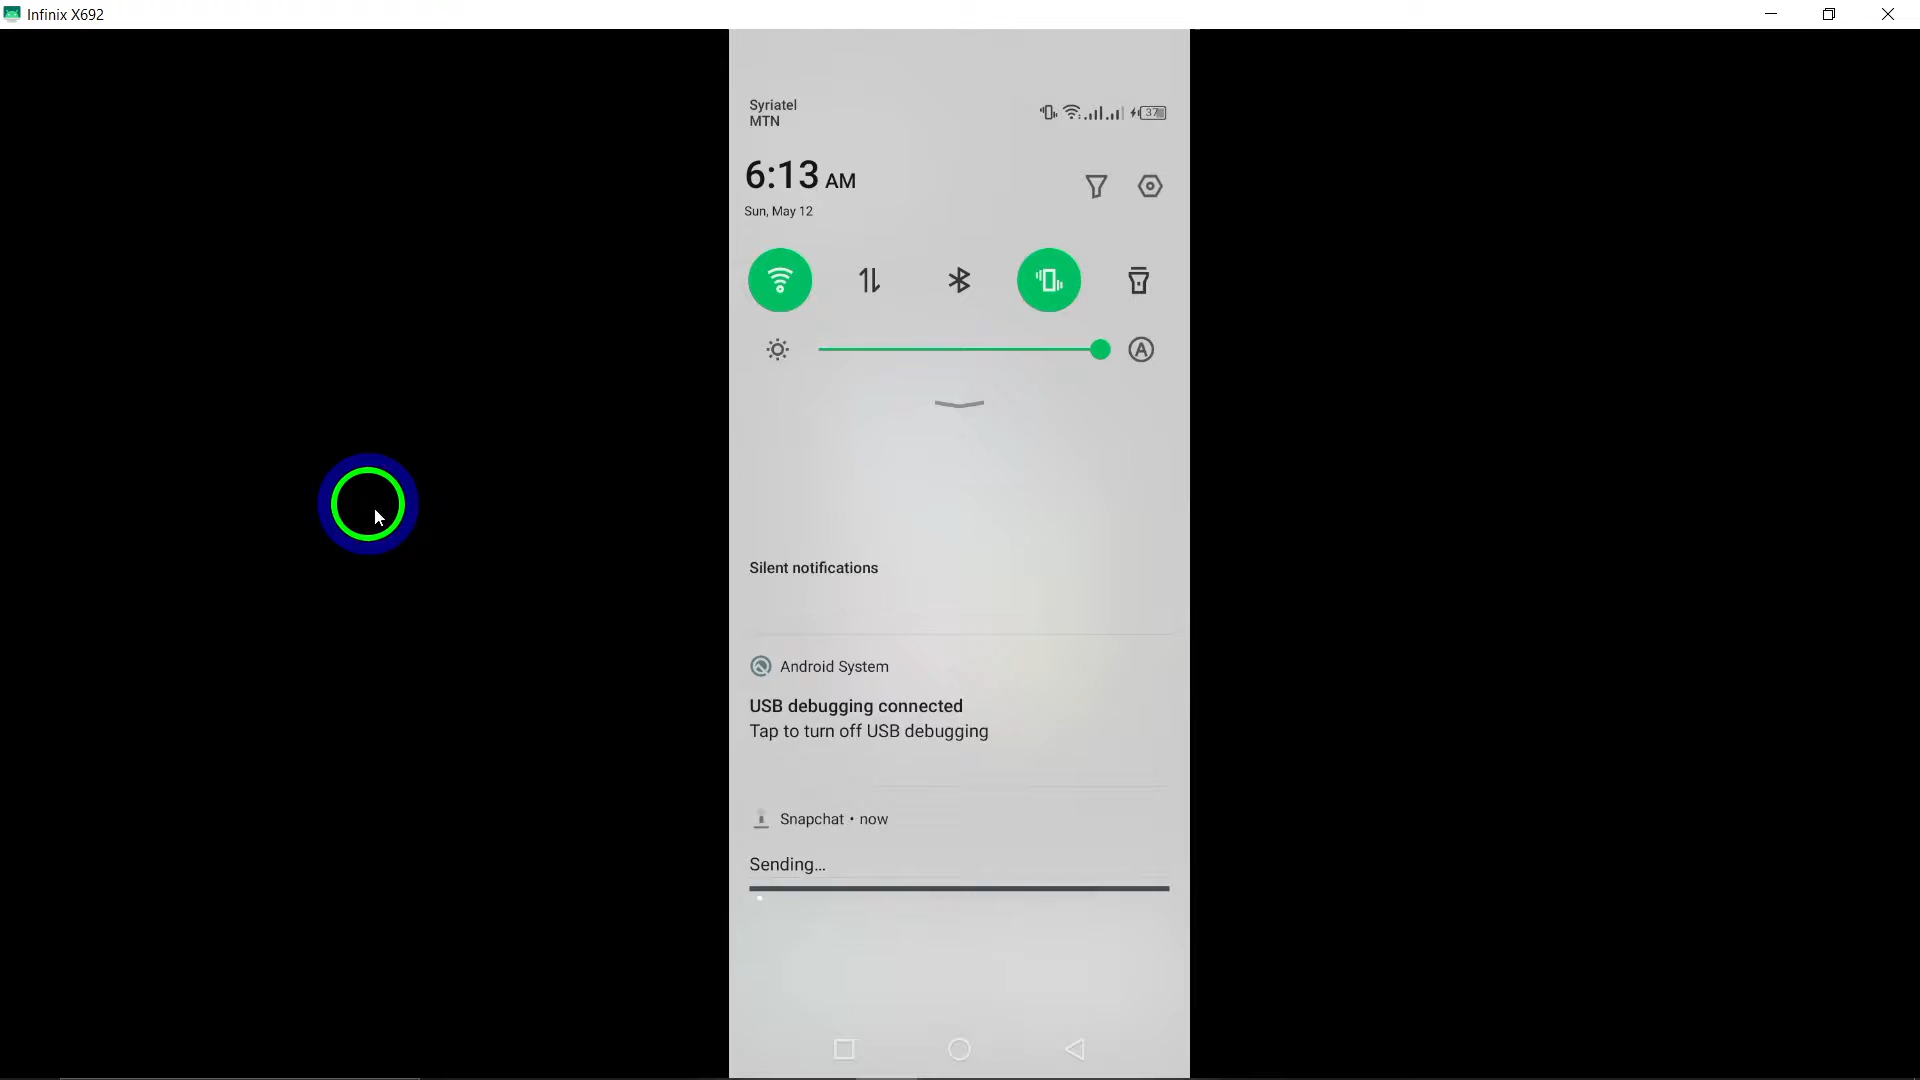 Infinix X692
Syriatel
MTN
37
6:13 AM
Sun, May 12
A
Silent notifications
Android System
USB debugging connected
Tap to turn off USB debugging
Snapchat • now
Sending...